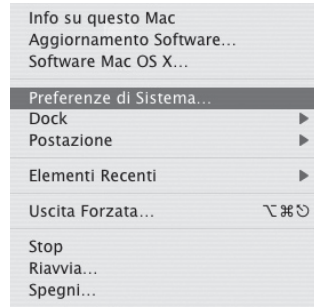 Info su questo Mac
Aggiornamento Software...
Software Mac OS X...
Preferenze di Sistema...
Dock
Postazione
Elementi Recenti
Uscita Forzata... ⌥⌘⎋
Stop
Riavvia...
Spegni...